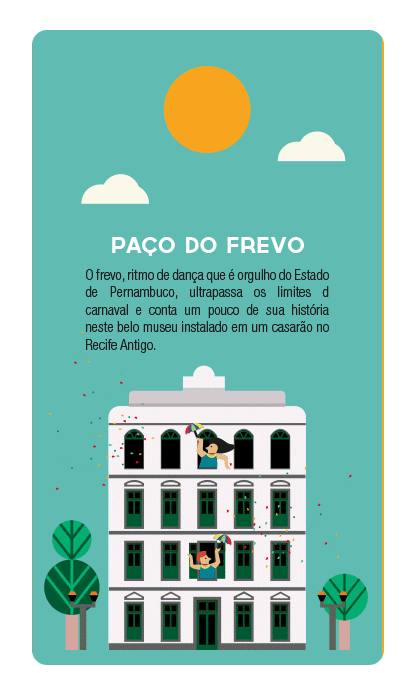 PAÇO DO FREVO
O frevo, ritmo de dança que é orgulho do Estado
de Pernambuco, ultrapassa os limites d
carnaval e conta um pouco de sua história
neste belo museu instalado em um casarão no
Recife Antigo.